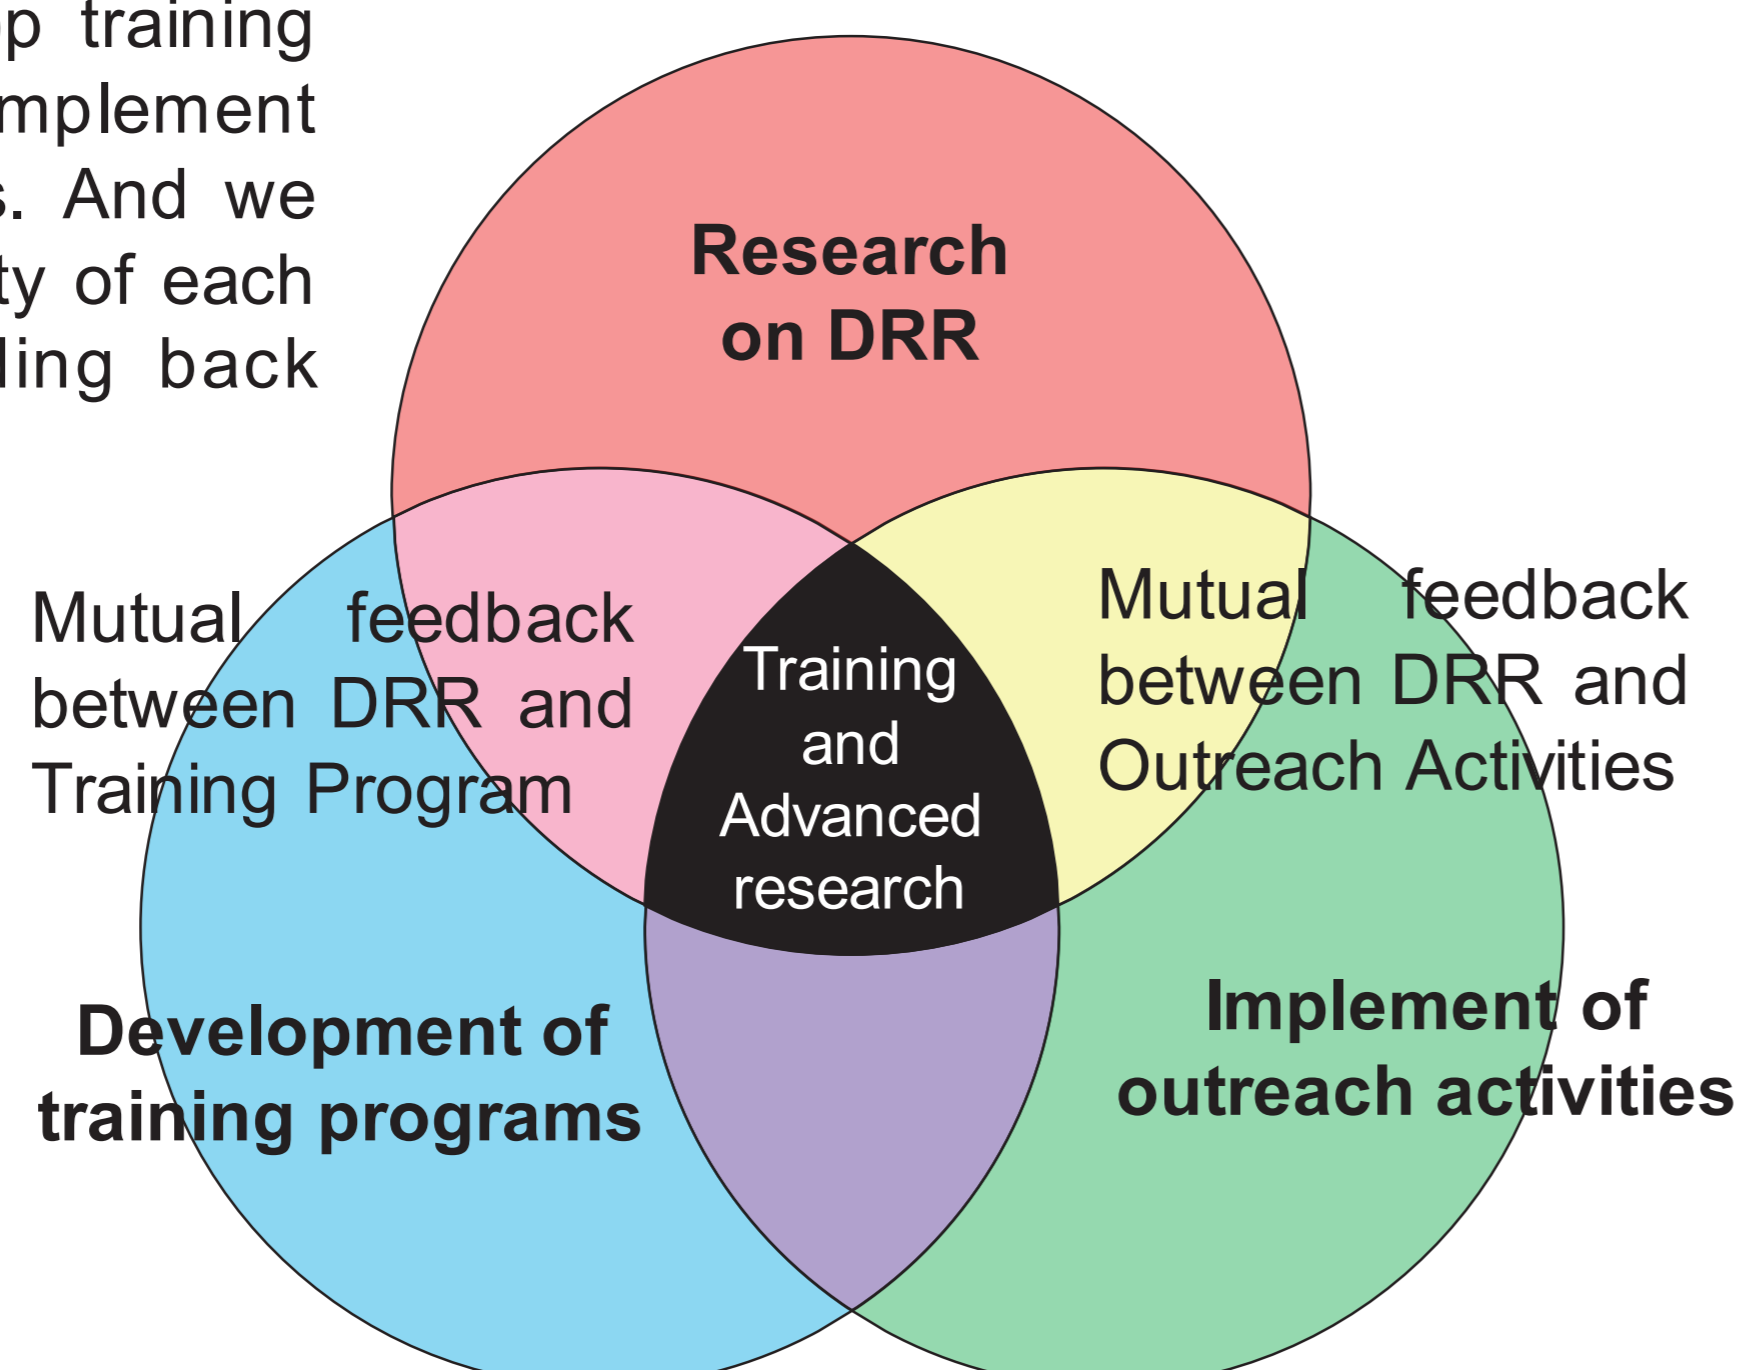 training
mplement
s. And we
ty of each
ding back
Research
on DRR
Mutual feedback
between DRR and
Training Program
Training
and
Advanced
research
Mutual feedback
between DRR and
Outreach Activities
Development of
training programs
Implement of
outreach activities